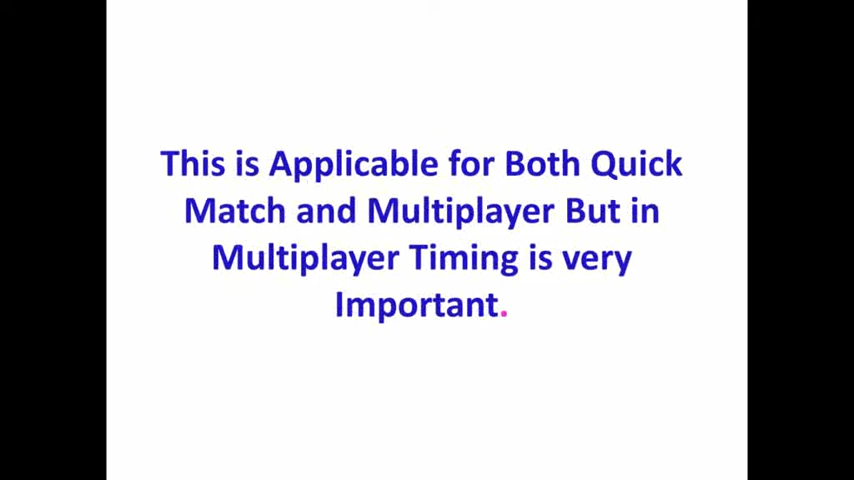 This is Applicable for Both Quick
Match and Multiplayer But in
Multiplayer Timing is very
Important.